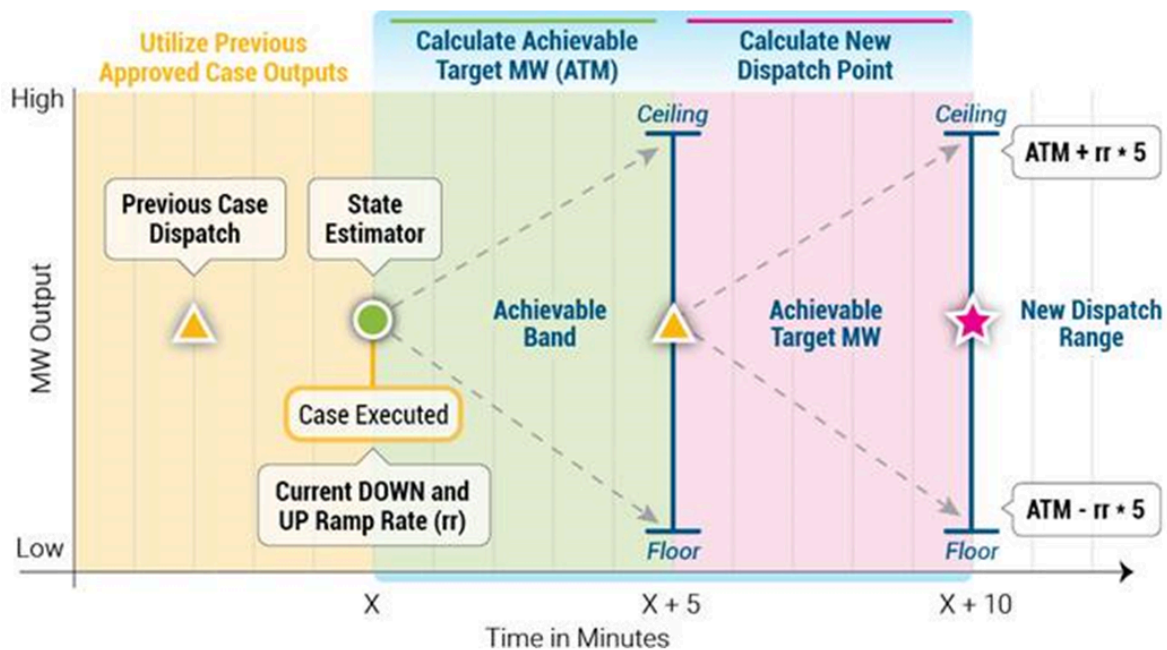 Utilize Previous
Approved Case Outputs
Calculate Achievable
Target MW (ATM)
Calculate New
Dispatch Point
High
Ceiling
Ceiling
ATM + rr * 5
Previous Case
Dispatch
State
Estimator
MW Output
Achievable
Band
Achievable
Target MW
New Dispatch
Range
Case Executed
Current DOWN and
UP Ramp Rate (rr)
ATM - rr * 5
Low
Floor
Floor
X
X + 5
X + 10
Time in Minutes